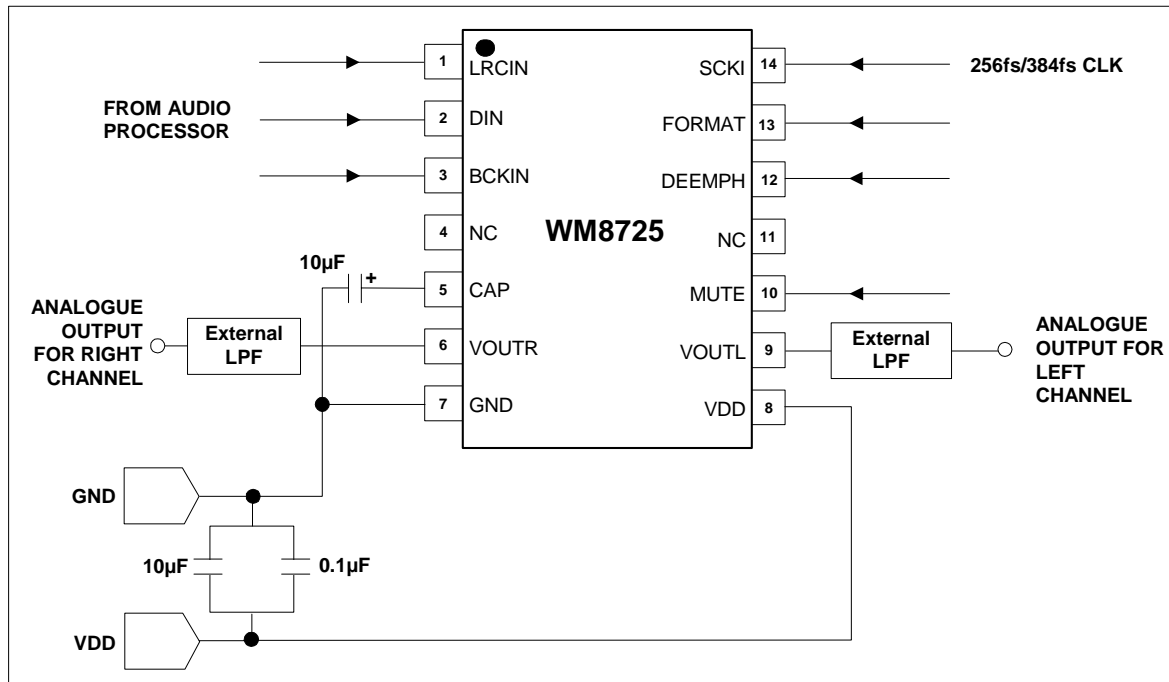 1
LRCIN
SCKI
14
256fs/384fs CLK
FROM AUDIO
PROCESSOR
2
DIN
FORMAT
13
3
BCKIN
DEEMPH
12
4
NC
WM8725
NC
11
10µF
+
5
CAP
MUTE
10
ANALOGUE
OUTPUT
FOR RIGHT
CHANNEL
External
LPF
6
VOUTR
VOUTL
9
External
LPF
ANALOGUE
OUTPUT FOR
LEFT
CHANNEL
7
GND
VDD
8
GND
10µF
0.1µF
VDD